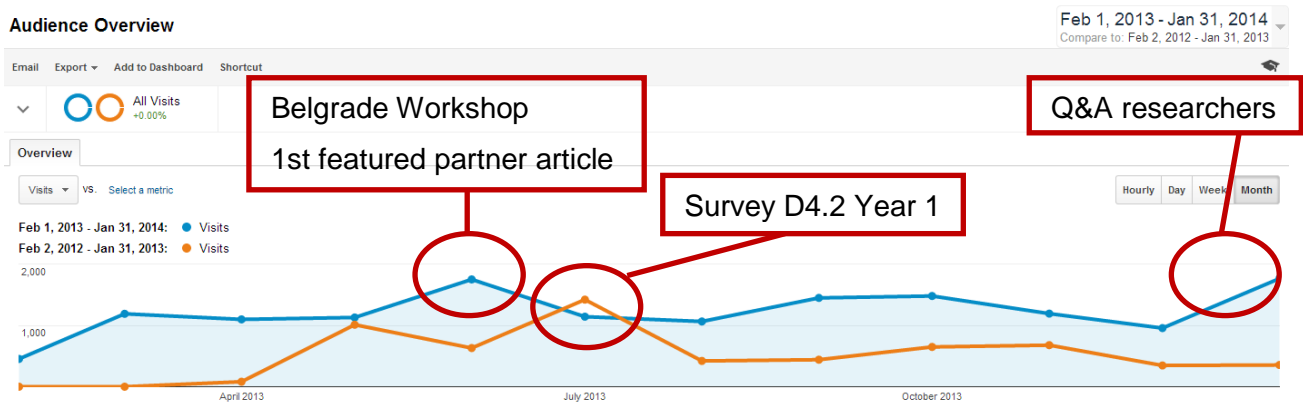 Audience Overview
Feb 1, 2013 - Jan 31, 2014
Compare to: Feb 2, 2012 - Jan 31, 2013
Email Export Add to Dashboard Shortcut
All Visits
+0.00%
Belgrade Workshop
1st featured partner article
Q&A researchers
Overview
Visits VS. Select a metric
Survey D4.2 Year 1
Hourly Day Week Month
Feb 1, 2013 - Jan 31, 2014: Visits
Feb 2, 2012 - Jan 31, 2013: Visits
2,000
1,000
April 2013 July 2013 October 2013